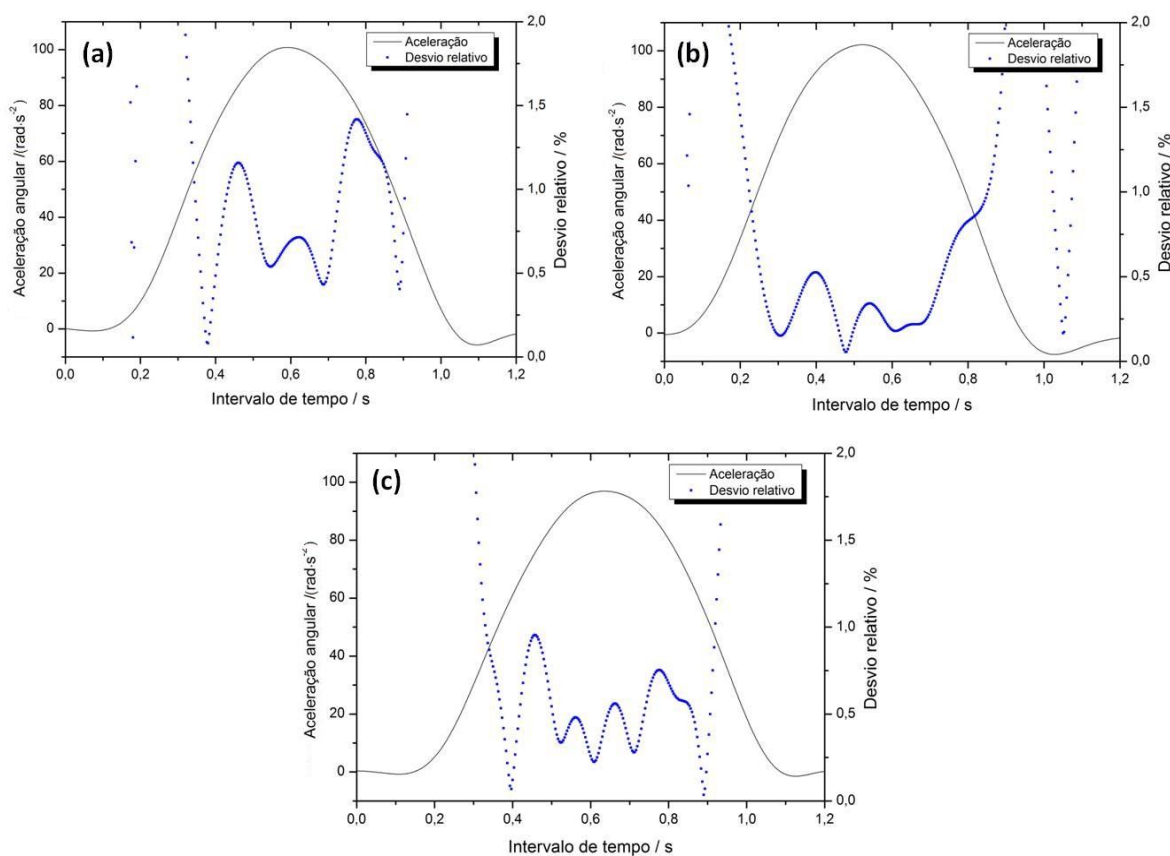 (a)
Aceleração
Desvio relativo
Aceleração angular /(rad·s⁻²)
100
80
60
40
20
0
2,0
1,5
1,0
0,5
0,0
Desvio relativo / %
0,0 0,2 0,4 0,6 0,8 1,0 1,2
Intervalo de tempo / s
(b)
Aceleração
Desvio relativo
Aceleração angular /(rad·s⁻²)
100
80
60
40
20
0
2,0
1,5
1,0
0,5
0,0
Desvio relativo / %
0,0 0,2 0,4 0,6 0,8 1,0 1,2
Intervalo de tempo / s
(c)
Aceleração
Desvio relativo
Aceleração angular /(rad·s⁻²)
100
80
60
40
20
0
2,0
1,5
1,0
0,5
0,0
Desvio relativo / %
0,0 0,2 0,4 0,6 0,8 1,0 1,2
Intervalo de tempo / s